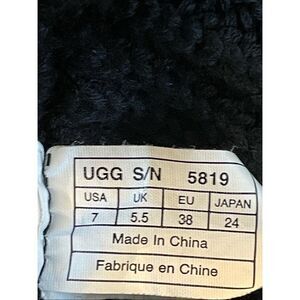 UGG S/N 5819
USA UK EU JAPAN
7 5.5 38 24
Made In China
Fabrique en Chine